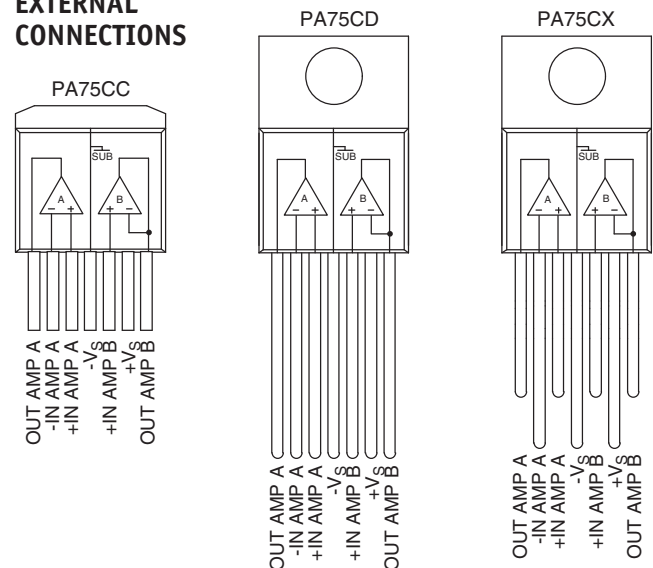 EXTERNAL
CONNECTIONS
PA75CC
SUB
A
B
- +
+ -
OUT AMP A
-IN AMP A
+IN AMP A
-VS
+IN AMP B
+VS
OUT AMP B
PA75CD
SUB
A
B
- +
+ -
OUT AMP A
-IN AMP A
+IN AMP A
-VS
+IN AMP B
+VS
OUT AMP B
PA75CX
SUB
A
B
- +
+ -
OUT AMP A
-IN AMP A
+IN AMP A
-VS
+IN AMP B
+VS
OUT AMP B